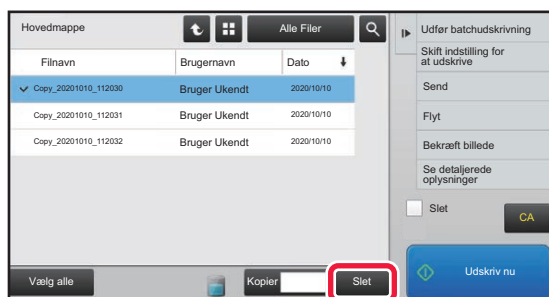 Hovedmappe
Alle Filer
Filnavn
Brugernavn
Dato
Copy_20201010_112030
Bruger Ukendt
2020/10/10
Copy_20201010_112031
Bruger Ukendt
2020/10/10
Copy_20201010_112032
Bruger Ukendt
2020/10/10
Vælg alle
Kopier
Slet
Udfør batchudskrivning
Skift indstilling for
at udskrive
Send
Flyt
Bekræft billede
Se detaljerede
oplysninger
Slet
CA
Udskriv nu